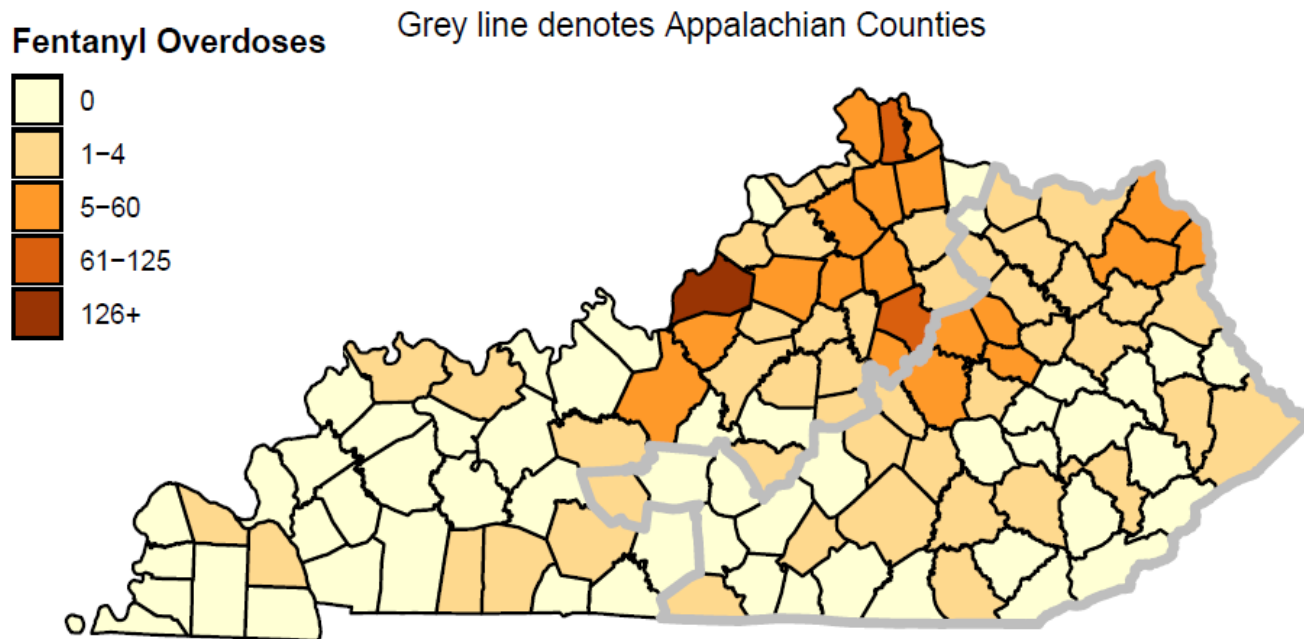 Grey line denotes Appalachian Counties
Fentanyl Overdoses
0
1–4
5–60
61–125
126+